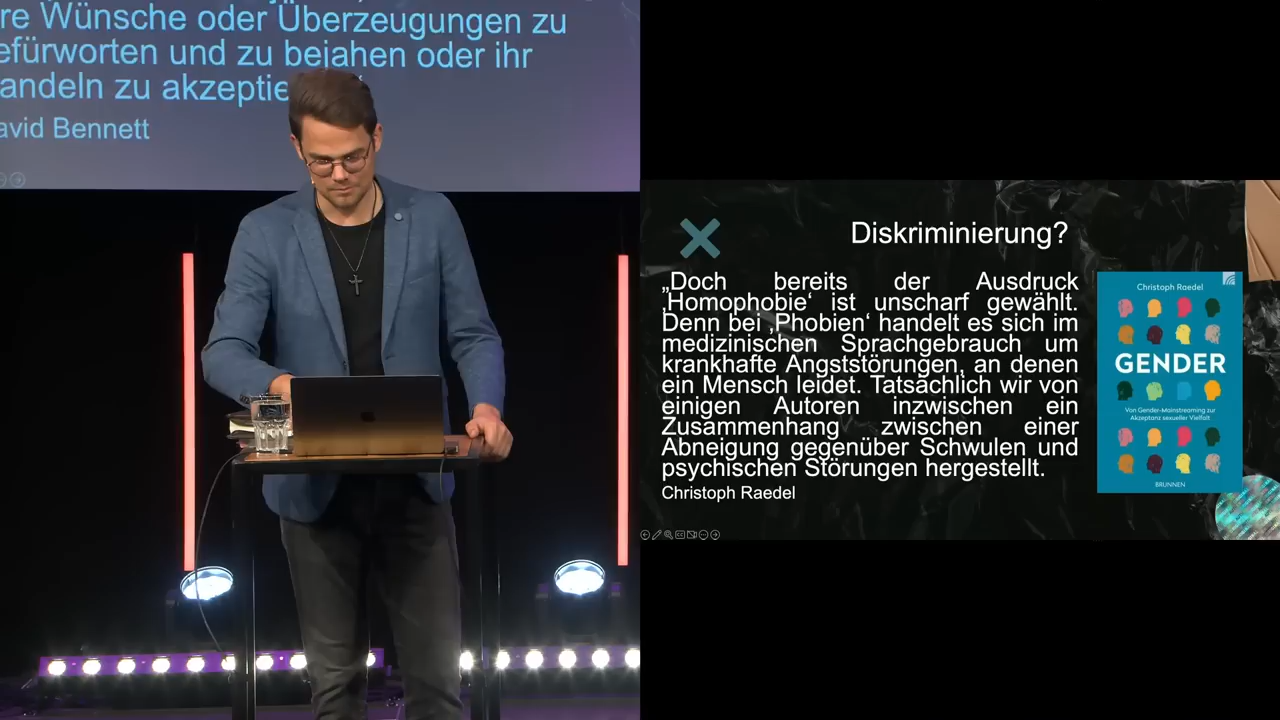 re Wünsche oder Überzeugungen zu
efürworten und zu bejahen oder ihr
andeln zu akzeptie
avid Bennett
Diskriminierung?
„Doch bereits der Ausdruck
‚Homophobie‘ ist unscharf gewählt.
Denn bei ‚Phobien‘ handelt es sich im
medizinischen Sprachgebrauch um
krankhafte Angststörungen, an denen
ein Mensch leidet. Tatsächlich wir von
einigen Autoren inzwischen ein
Zusammenhang zwischen einer
Abneigung gegenüber Schwulen und
psychischen Störungen hergestellt.
Christoph Raedel
Christoph Raedel
GENDER
Von Gender-Mainstreaming zur
Akzeptanz sexueller Vielfalt
BRUNNEN